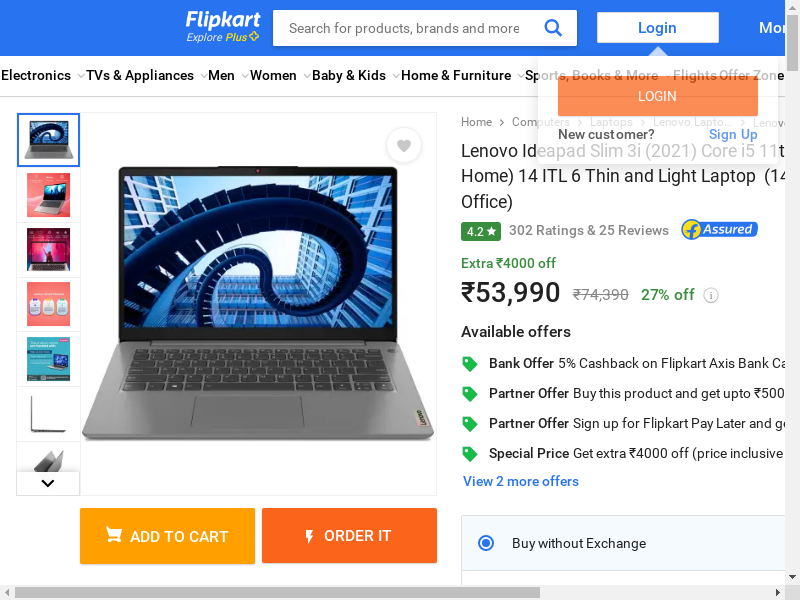 Flipkart
Explore Plus
Search for products, brands and more
Login
Electronics
TVs & Appliances
Men
Women
Baby & Kids
Home & Furniture
Sports, Books & More
Flights
Offer Zone
LOGIN
New customer?
Sign Up
Home
Computers
Laptops
Lenovo Lapto...
Lenovo Ideapad Slim 3i (2021) Core i5
Home) 14 ITL 6 Thin and Light Laptop (14
Office)
4.2
302 Ratings & 25 Reviews
Assured
Extra ₹4000 off
₹53,990
₹74,390
27% off
i
Available offers
Bank Offer 5% Cashback on Flipkart Axis Bank
Partner Offer Buy this product and get upto ₹500
Partner Offer Sign up for Flipkart Pay Later and
Special Price Get extra ₹4000 off (price inclusive
View 2 more offers
ADD TO CART
ORDER IT
Buy without Exchange